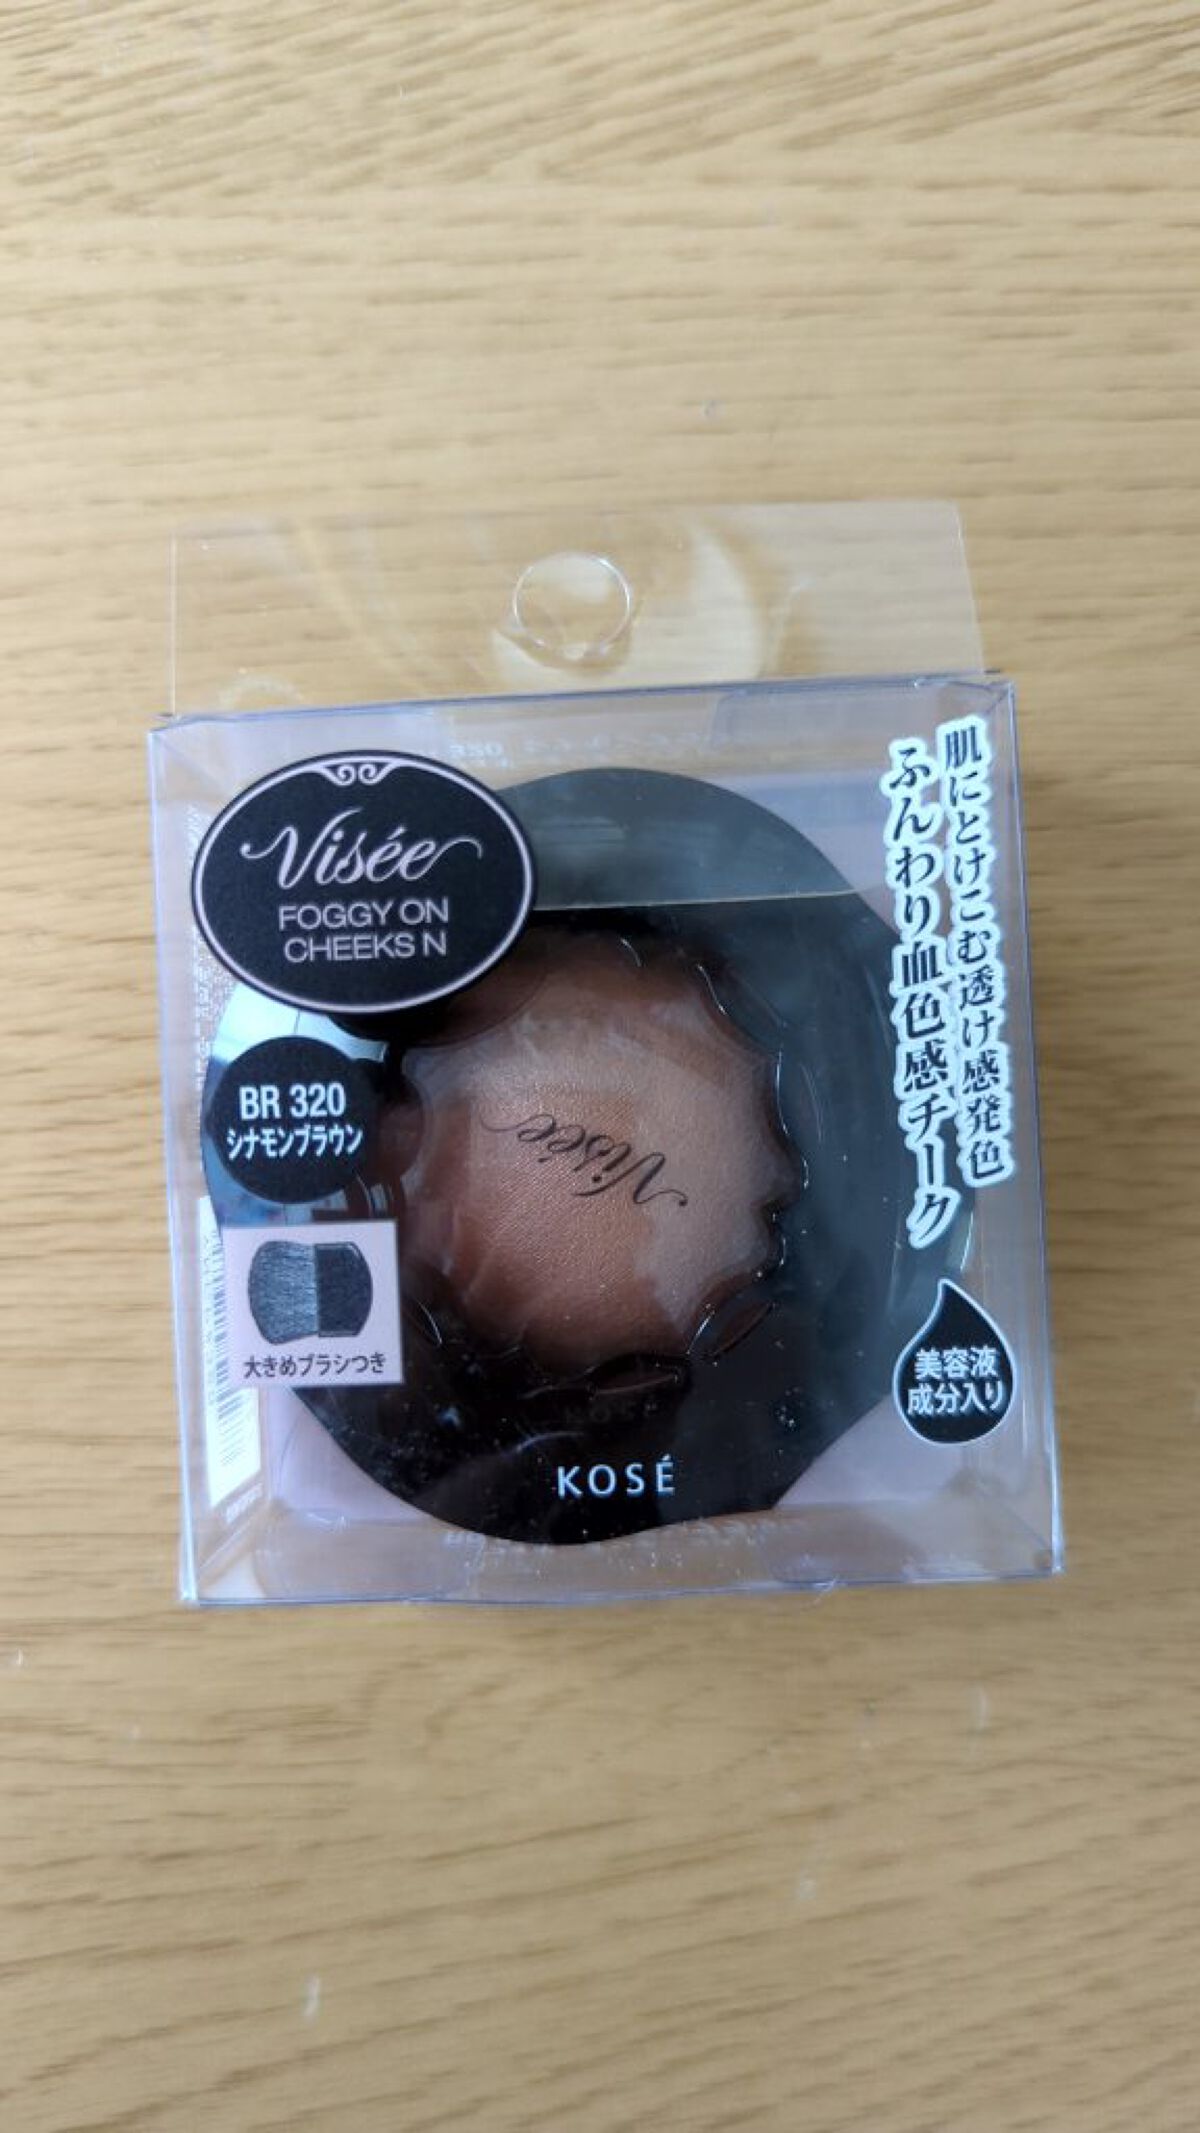 Visée
FOGGY ON
CHEEKS N
BR 320
シナモンブラウン
大きめブラシつき
肌にとけこむ透け感発色
ふんわり血色感チーク
Visée
美容液
成分入り
KOSÉ